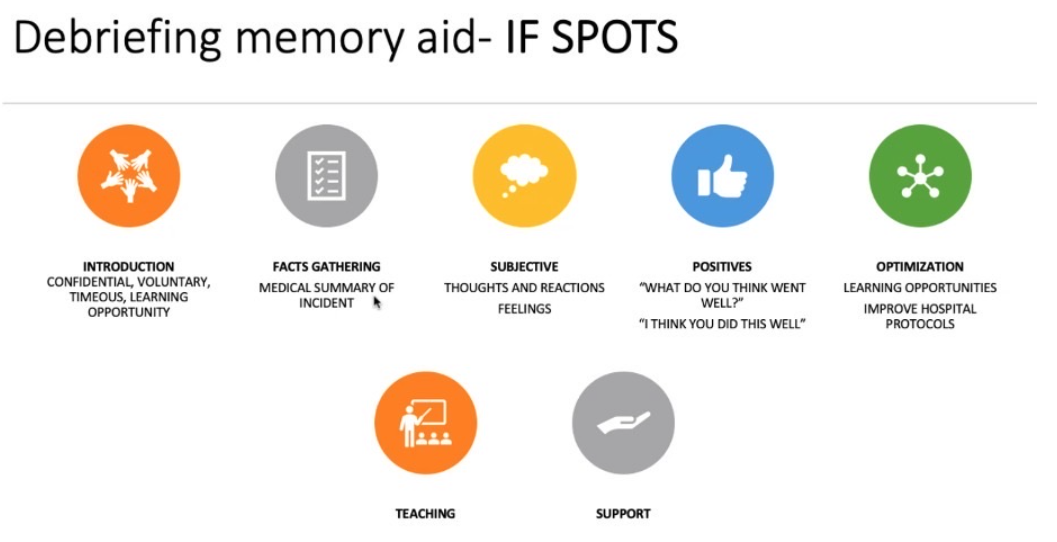 Debriefing memory aid- IF SPOTS
INTRODUCTION
CONFIDENTIAL, VOLUNTARY,
TIMEOUS, LEARNING
OPPORTUNITY
FACTS GATHERING
MEDICAL SUMMARY OF
INCIDENT
SUBJECTIVE
THOUGHTS AND REACTIONS
FEELINGS
POSITIVES
“WHAT DO YOU THINK WENT
WELL?”
“I THINK YOU DID THIS WELL”
OPTIMIZATION
LEARNING OPPORTUNITIES
IMPROVE HOSPITAL
PROTOCOLS
TEACHING
SUPPORT